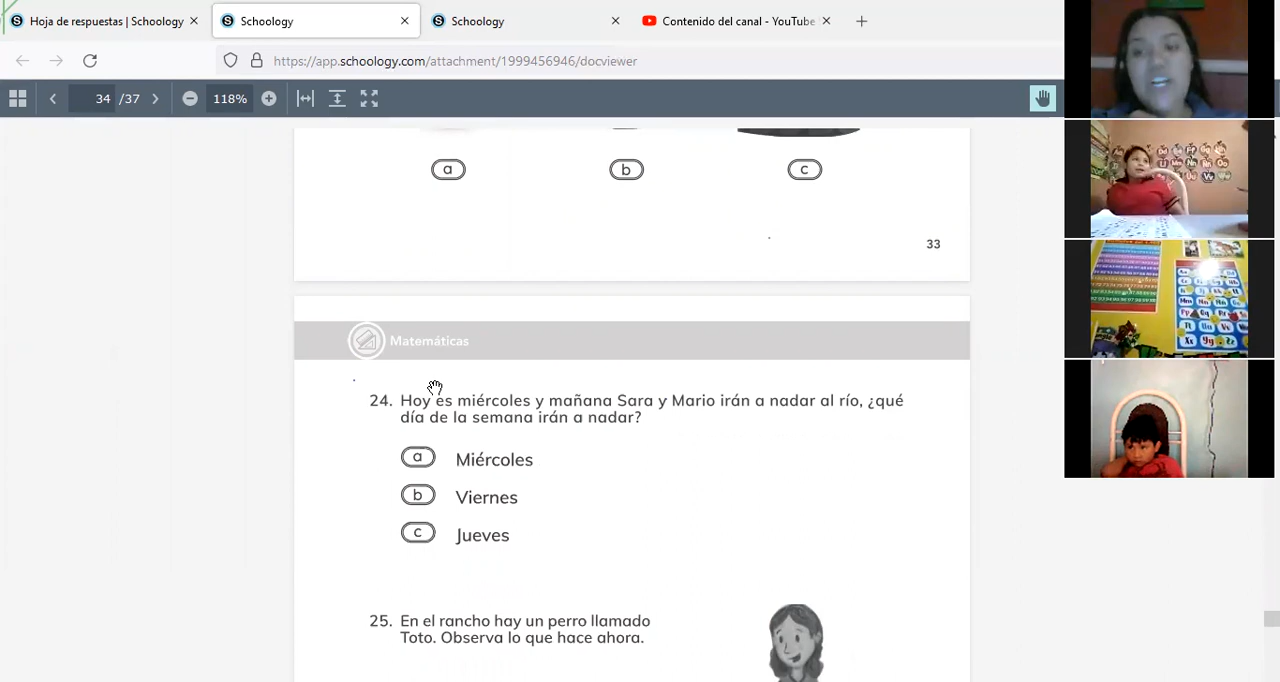 Hoja de respuestas | Schoology
Schoology
Schoology
Contenido del canal - YouTube
https://app.schoology.com/attachment/1999456946/docviewer
34 /37
118%
a
b
c
33
Matemáticas
24. Hoy es miércoles y mañana Sara y Mario irán a nadar al río, ¿qué
día de la semana irán a nadar?
a Miércoles
b Viernes
c Jueves
25. En el rancho hay un perro llamado
Toto. Observa lo que hace ahora.